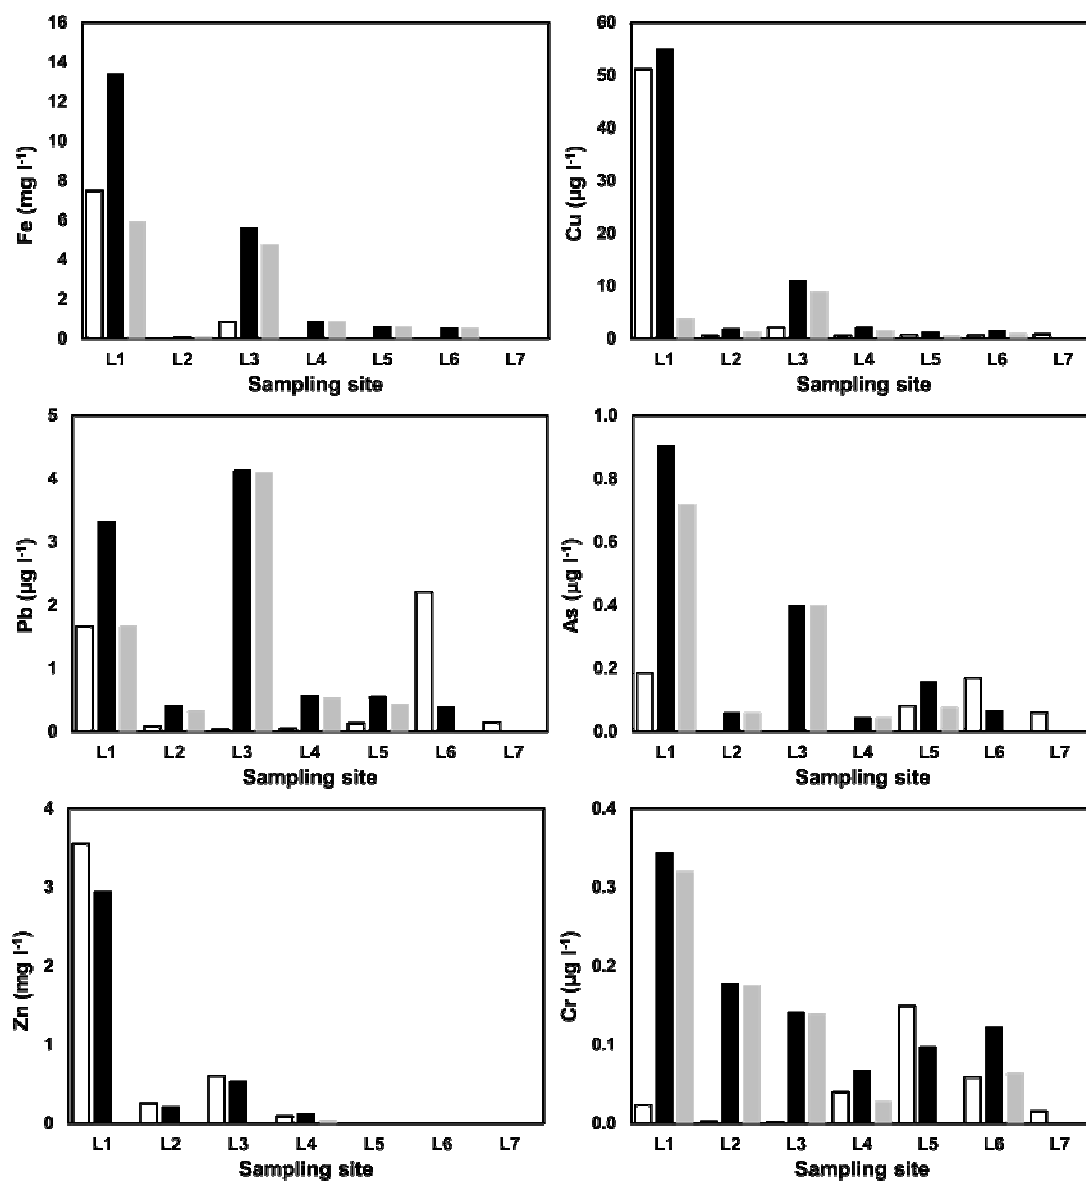 16
14
12
10
8
6
4
2
0
Fe (mg l-1)
L1 L2 L3 L4 L5 L6 L7
Sampling site
60
50
40
30
20
10
0
Cu (µg l-1)
L1 L2 L3 L4 L5 L6 L7
Sampling site
5
4
3
2
1
0
Pb (µg l-1)
L1 L2 L3 L4 L5 L6 L7
Sampling site
1.0
0.8
0.6
0.4
0.2
0.0
As (µg l-1)
L1 L2 L3 L4 L5 L6 L7
Sampling site
4
3
2
1
0
Zn (mg l-1)
L1 L2 L3 L4 L5 L6 L7
Sampling site
0.4
0.3
0.2
0.1
0.0
Cr (µg l-1)
L1 L2 L3 L4 L5 L6 L7
Sampling site